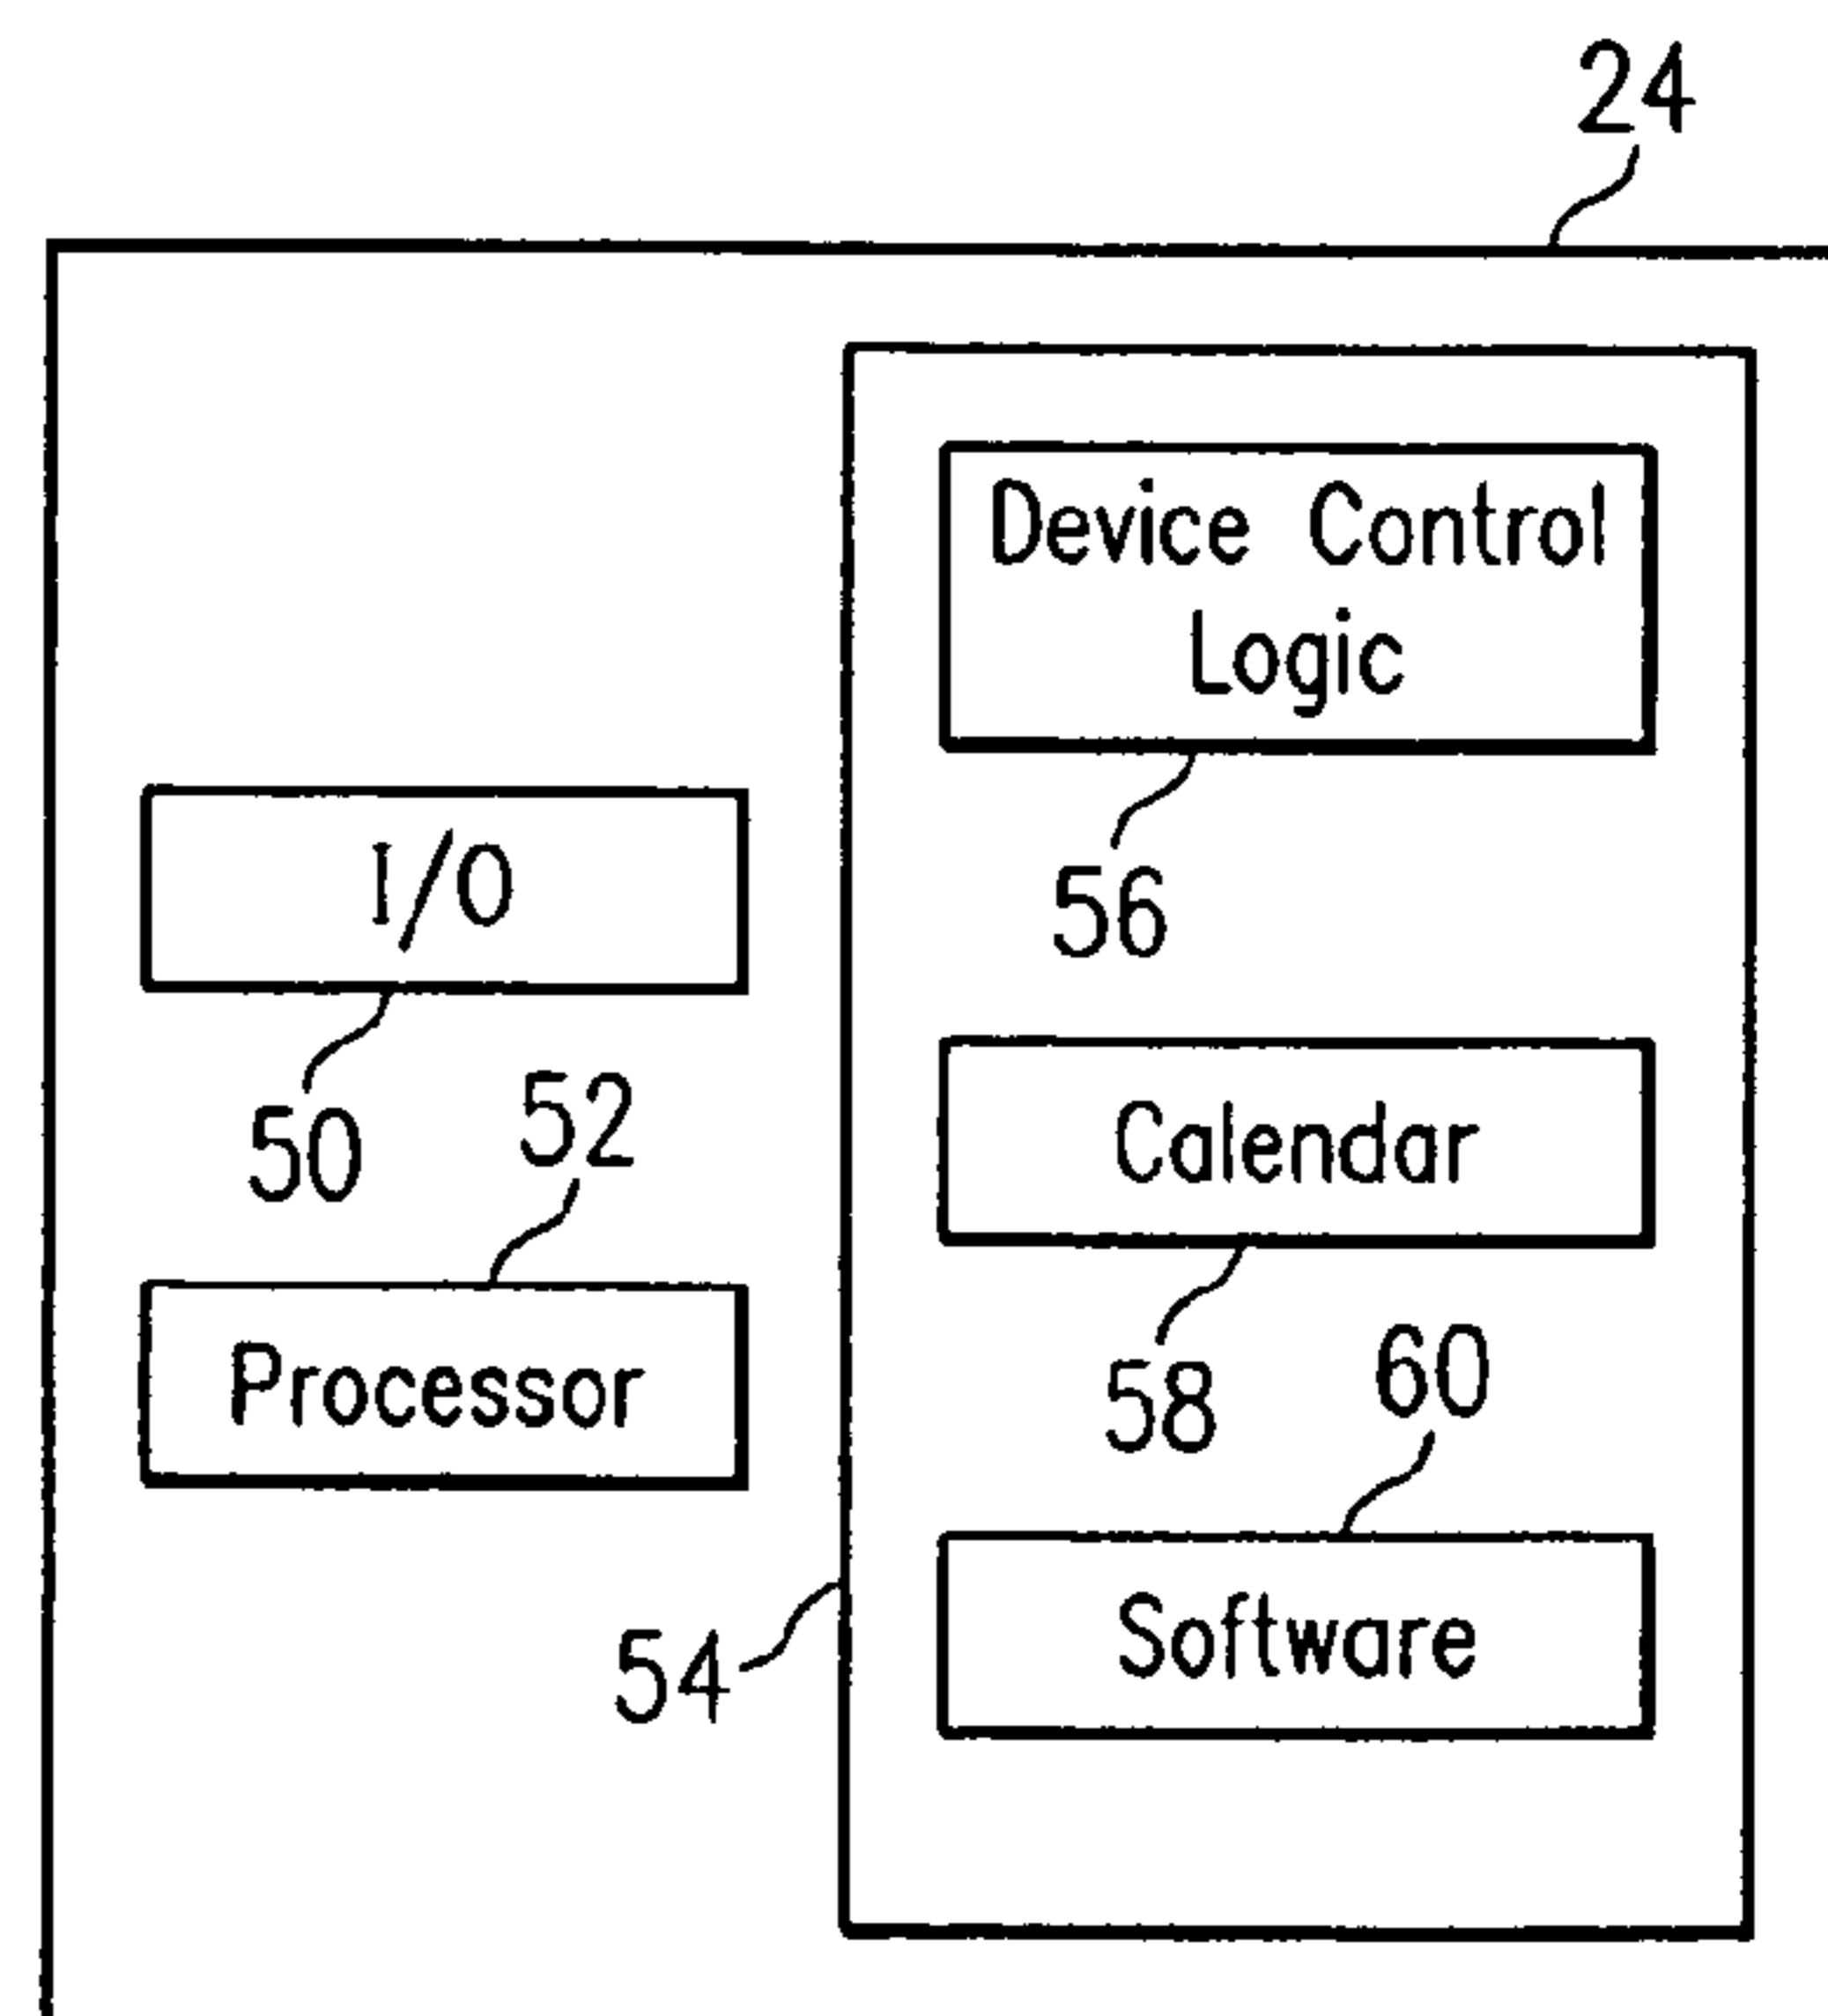 24
Device Control
Logic
56
I/O
50
52
Processor
Calendar
58
60
Software
54